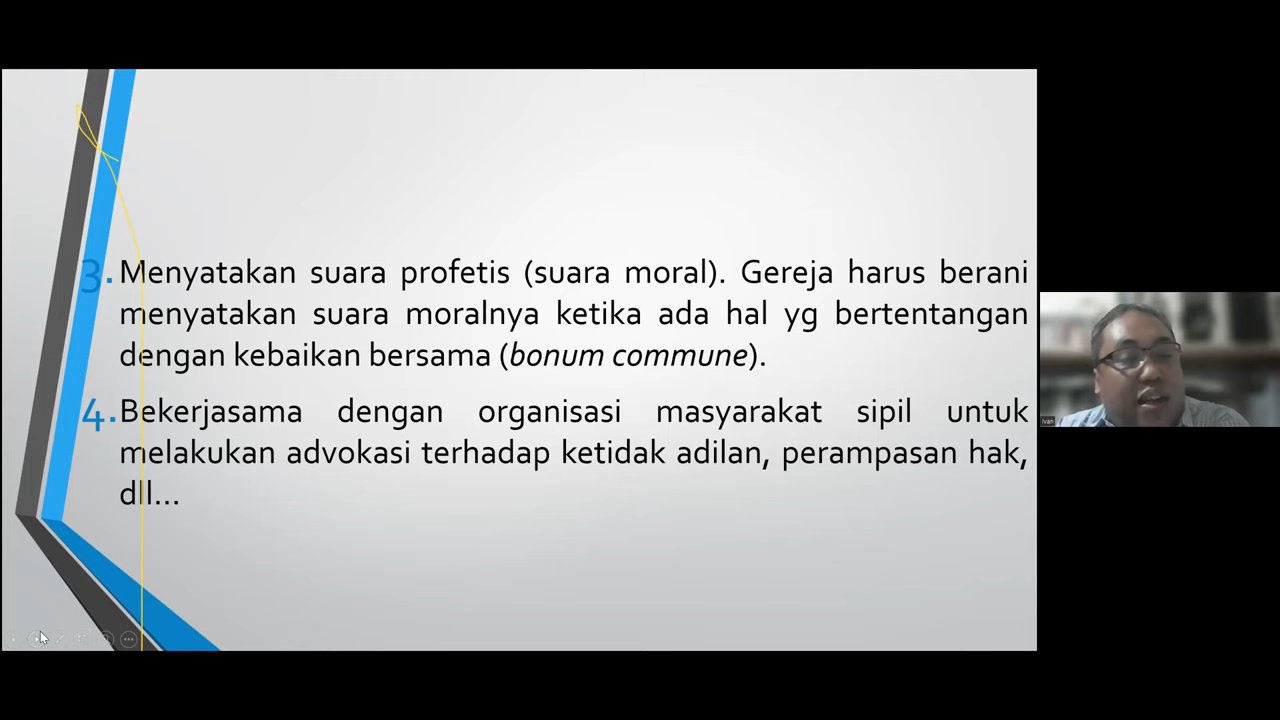 3. Menyatakan suara profetis (suara moral). Gereja harus berani
menyatakan suara moralnya ketika ada hal yg bertentangan
dengan kebaikan bersama (bonum commune).
4. Bekerjasama dengan organisasi masyarakat sipil untuk
melakukan advokasi terhadap ketidak adilan, perampasan hak,
dll...
Ivan